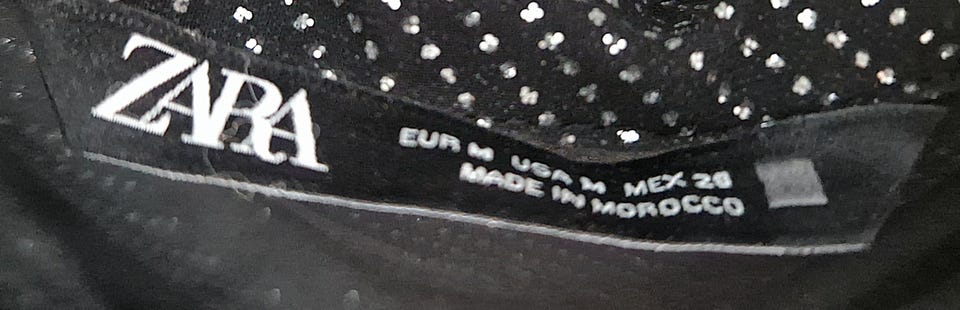 ZARA
EUR M USA M MEX 28
MADE IN MOROCCO